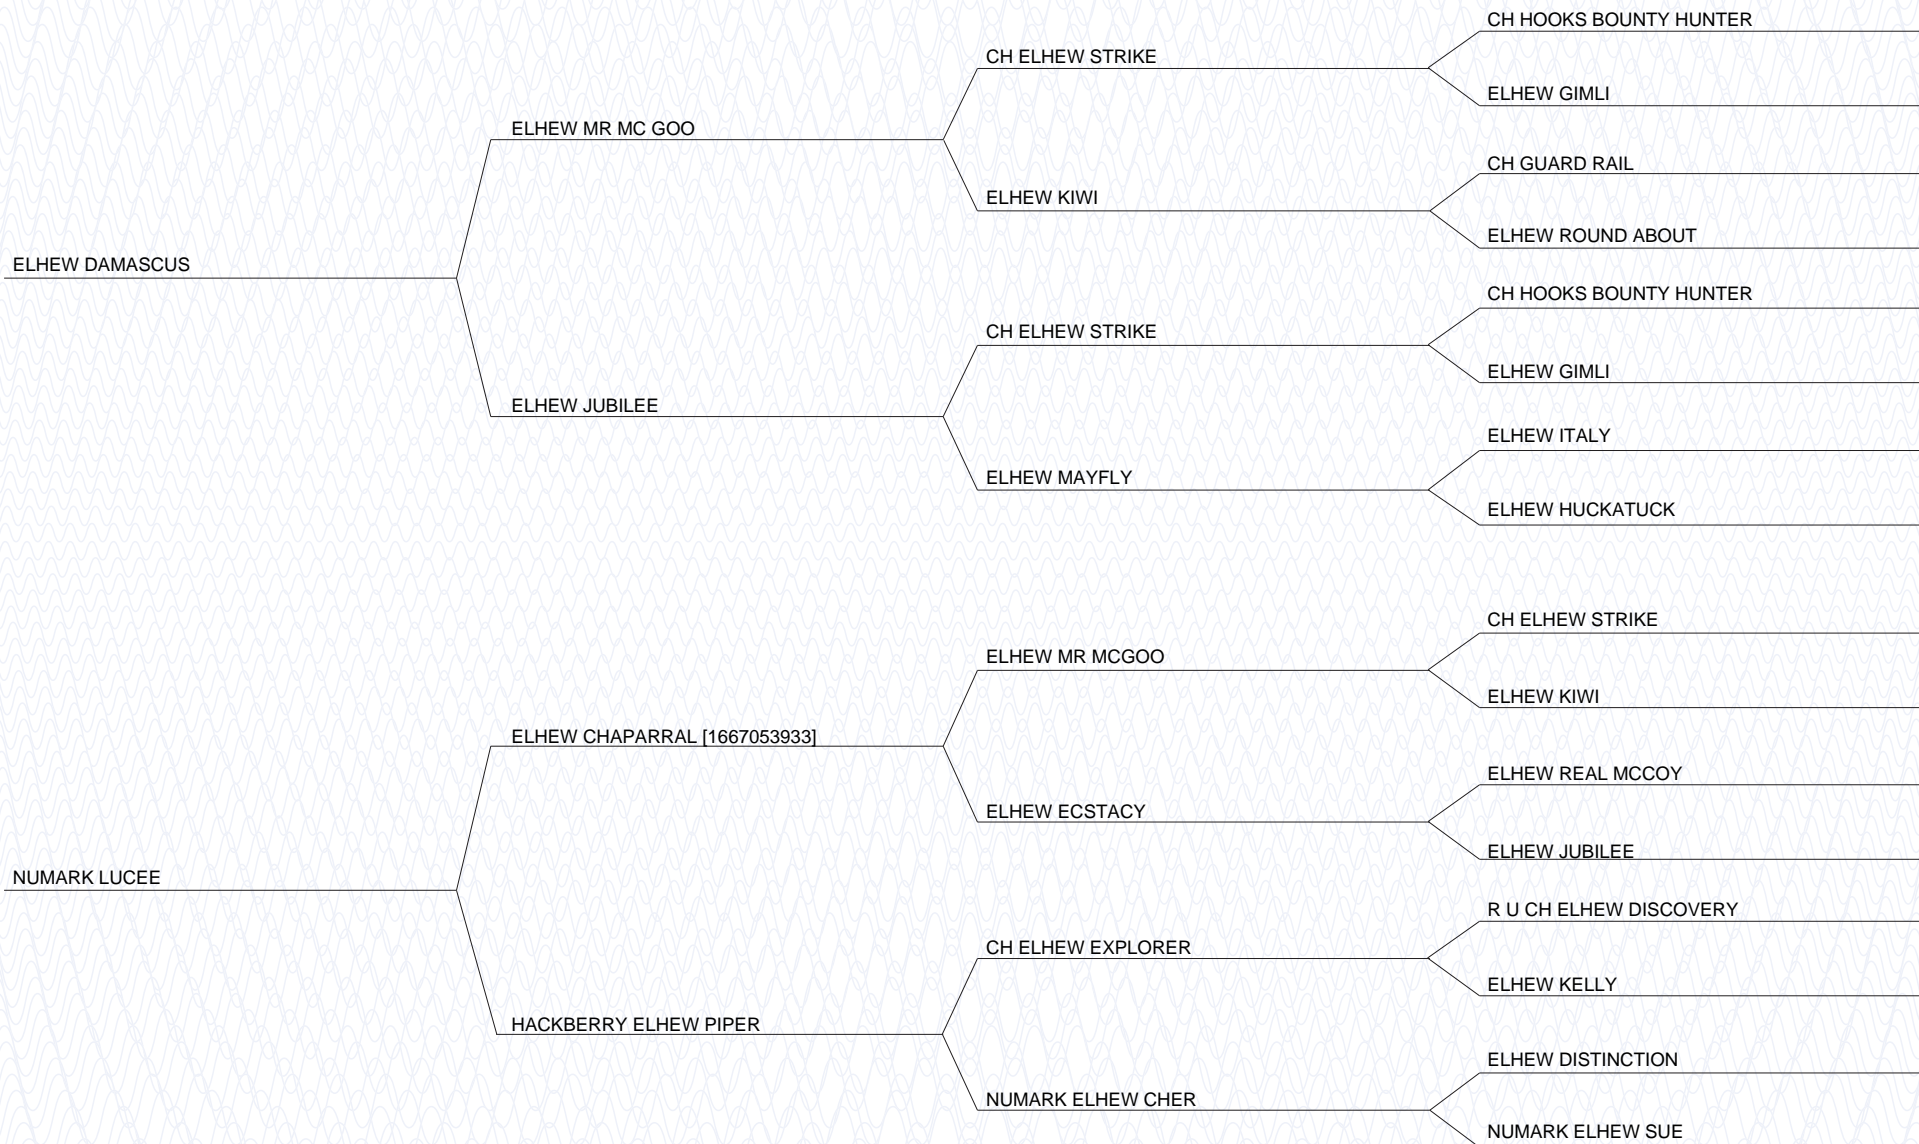 CH HOOKS BOUNTY HUNTER
CH ELHEW STRIKE
ELHEW GIMLI
ELHEW MR MC GOO
CH GUARD RAIL
ELHEW KIWI
ELHEW ROUND ABOUT
ELHEW DAMASCUS
CH HOOKS BOUNTY HUNTER
CH ELHEW STRIKE
ELHEW GIMLI
ELHEW JUBILEE
ELHEW ITALY
ELHEW MAYFLY
ELHEW HUCKATUCK
CH ELHEW STRIKE
ELHEW MR MCGOO
ELHEW KIWI
ELHEW CHAPARRAL [1667053933]
ELHEW REAL MCCOY
ELHEW ECSTACY
ELHEW JUBILEE
NUMARK LUCEE
R U CH ELHEW DISCOVERY
CH ELHEW EXPLORER
ELHEW KELLY
HACKBERRY ELHEW PIPER
ELHEW DISTINCTION
NUMARK ELHEW CHER
NUMARK ELHEW SUE